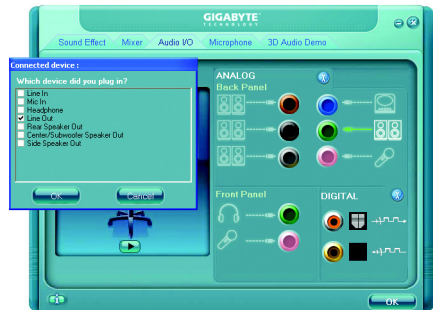 GIGABYTE
TECHNOLOGY
Sound Effect
Mixer
Audio I/O
Microphone
3D Audio Demo
Connected device :
Which device did you plug in?
Line In
Mic In
Headphone
Line Out
Rear Speaker Out
Center/Subwoofer Speaker Out
Side Speaker Out
OK
Cancel
ANALOG
Back Panel
Front Panel
DIGITAL
OK